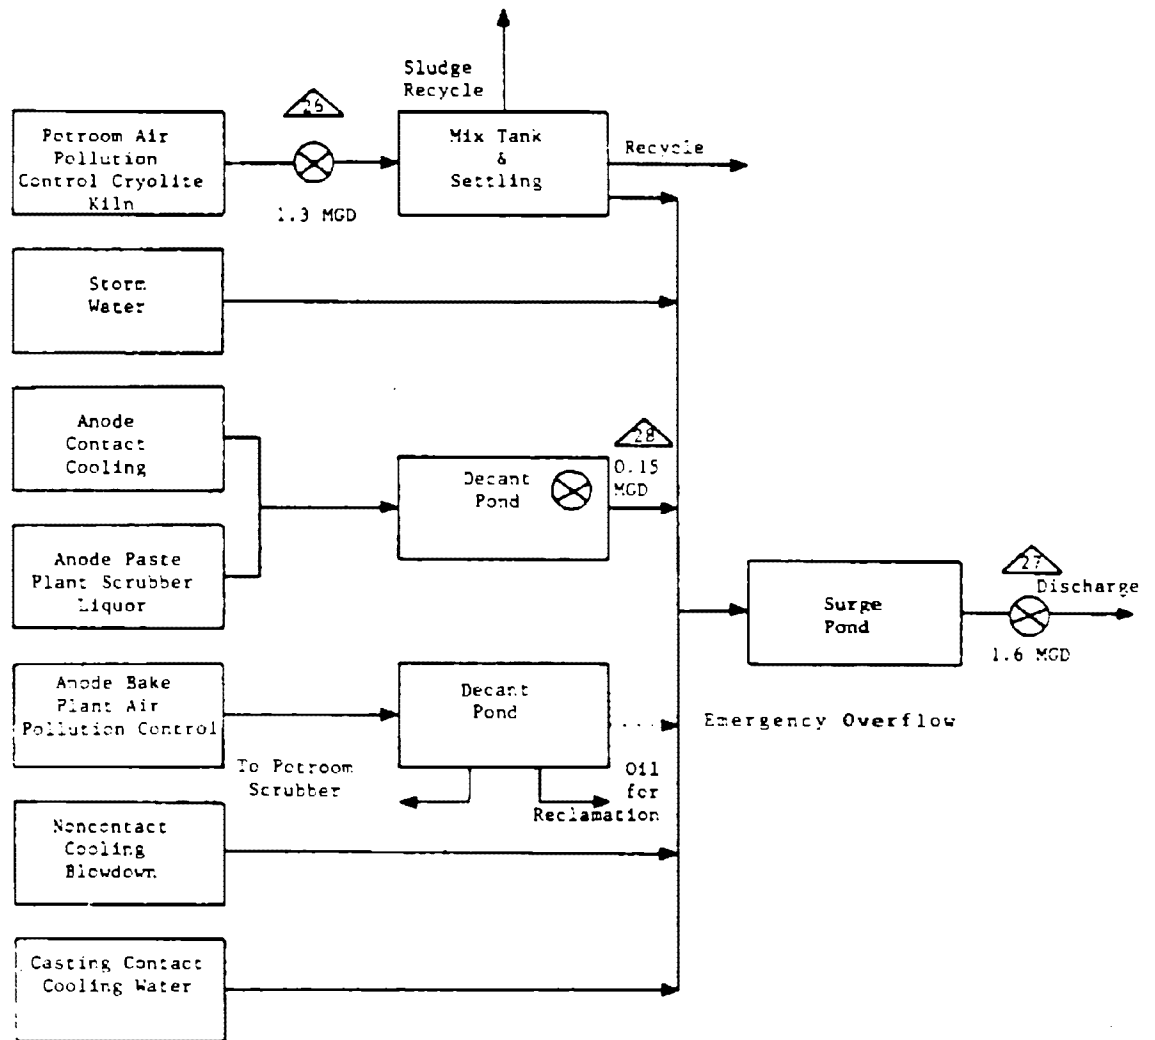 Sludge
Recycle
26
Potroom Air
Pollution
Control Cryolite
Kiln
1.3 MGD
Mix Tank
&
Settling
Recycle
Storm
Water
Anode
Contact
Cooling
Anode Paste
Plant Scrubber
Liquor
Decant
Pond
28
0.15
MGD
Surge
Pond
27
Discharge
1.6 MGD
Anode Bake
Plant Air
Pollution Control
Decant
Pond
Emergency Overflow
To Potroom
Scrubber
Oil
for
Reclamation
Noncontact
Cooling
Blowdown
Casting Contact
Cooling Water